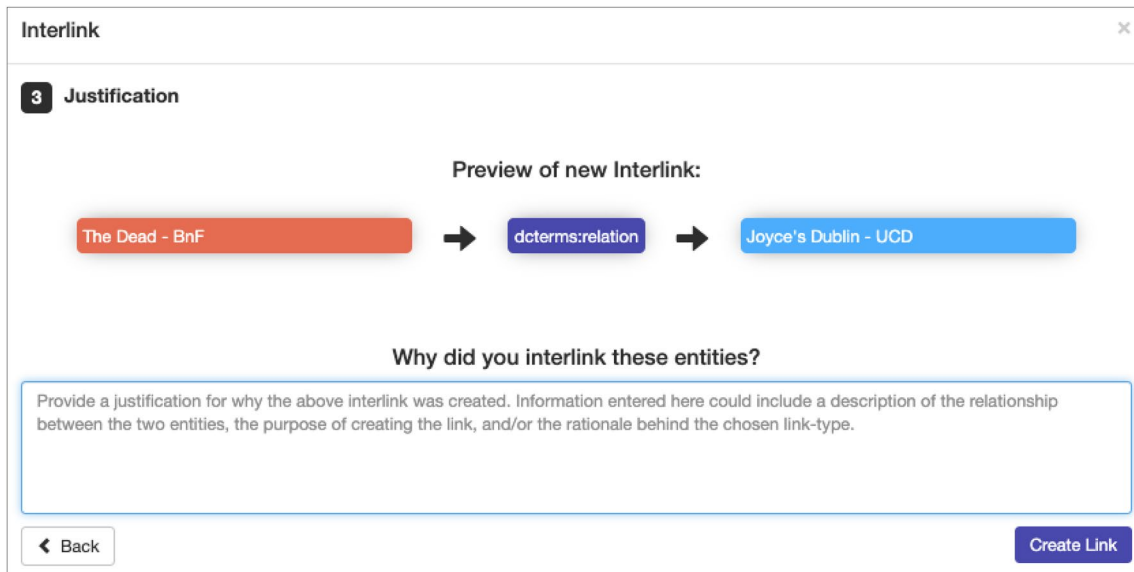 Interlink ×
3 Justification
Preview of new Interlink:
The Dead - BnF dcterms:relation Joyce's Dublin - UCD
Why did you interlink these entities?
Provide a justification for why the above interlink was created. Information entered here could include a description of the relationship
between the two entities, the purpose of creating the link, and/or the rationale behind the chosen link-type.
Back Create Link